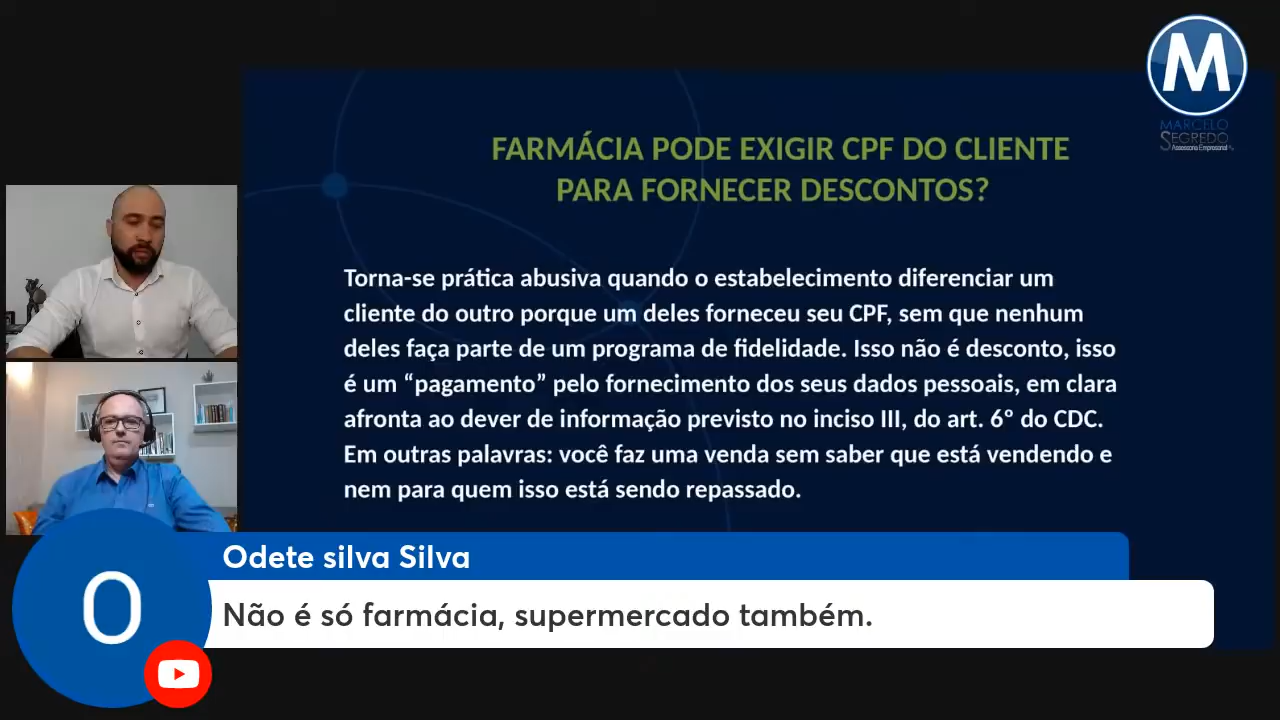 M
MARCELO
SEGREDO
Assessoria Empresarial
FARMÁCIA PODE EXIGIR CPF DO CLIENTE
PARA FORNECER DESCONTOS?
Torna-se prática abusiva quando o estabelecimento diferenciar um
cliente do outro porque um deles forneceu seu CPF, sem que nenhum
deles faça parte de um programa de fidelidade. Isso não é desconto, isso
é um “pagamento” pelo fornecimento dos seus dados pessoais, em clara
afronta ao dever de informação previsto no inciso III, do art. 6º do CDC.
Em outras palavras: você faz uma venda sem saber que está vendendo e
nem para quem isso está sendo repassado.
O
Odete silva Silva
Não é só farmácia, supermercado também.